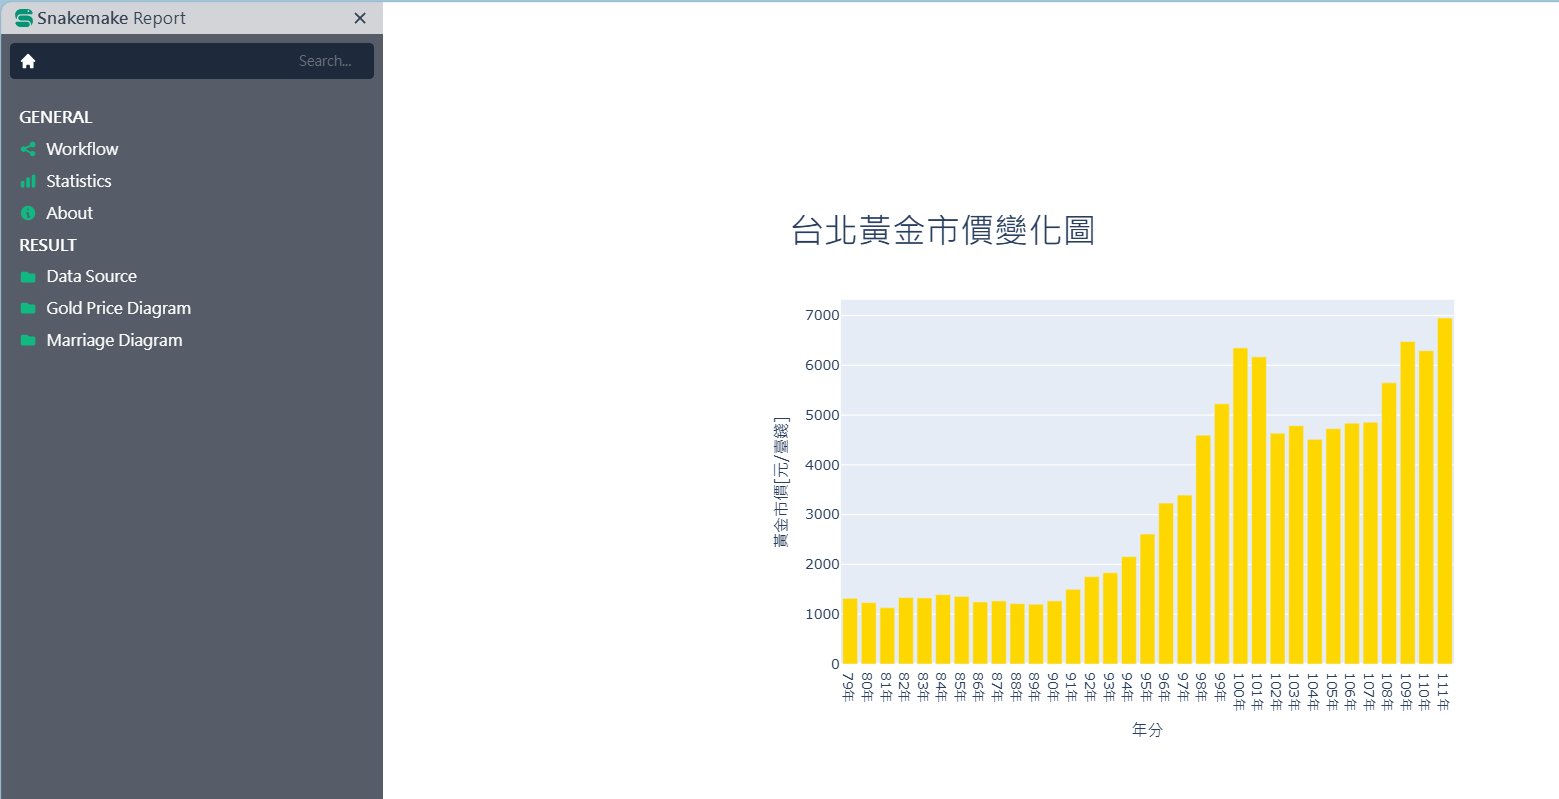 Snakemake Report
Search...
GENERAL
Workflow
Statistics
About
RESULT
Data Source
Gold Price Diagram
Marriage Diagram
台北黃金市價變化圖
黃金市價[元/臺錢]
7000
6000
5000
4000
3000
2000
1000
0
79年
80年
81年
82年
83年
84年
85年
86年
87年
88年
89年
90年
91年
92年
93年
94年
95年
96年
97年
98年
99年
100年
101年
102年
103年
104年
105年
106年
107年
108年
109年
110年
111年
年分